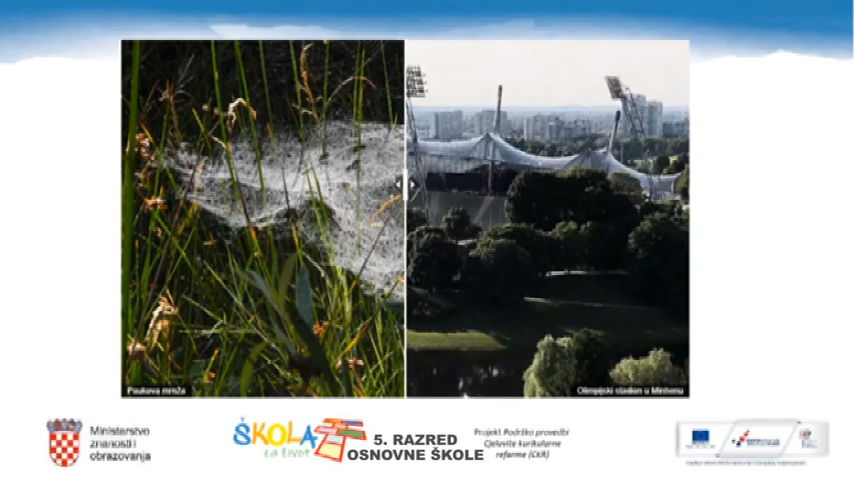 Paukova mreža
Olimpijski stadion u Minhenu
Ministarstvo
znanosti i
obrazovanja
ŠKOLA
za život
5. RAZRED
OSNOVNE ŠKOLE
Projekt Podrška provedbi
Cjelovite kurikularne
reforme (CKR)